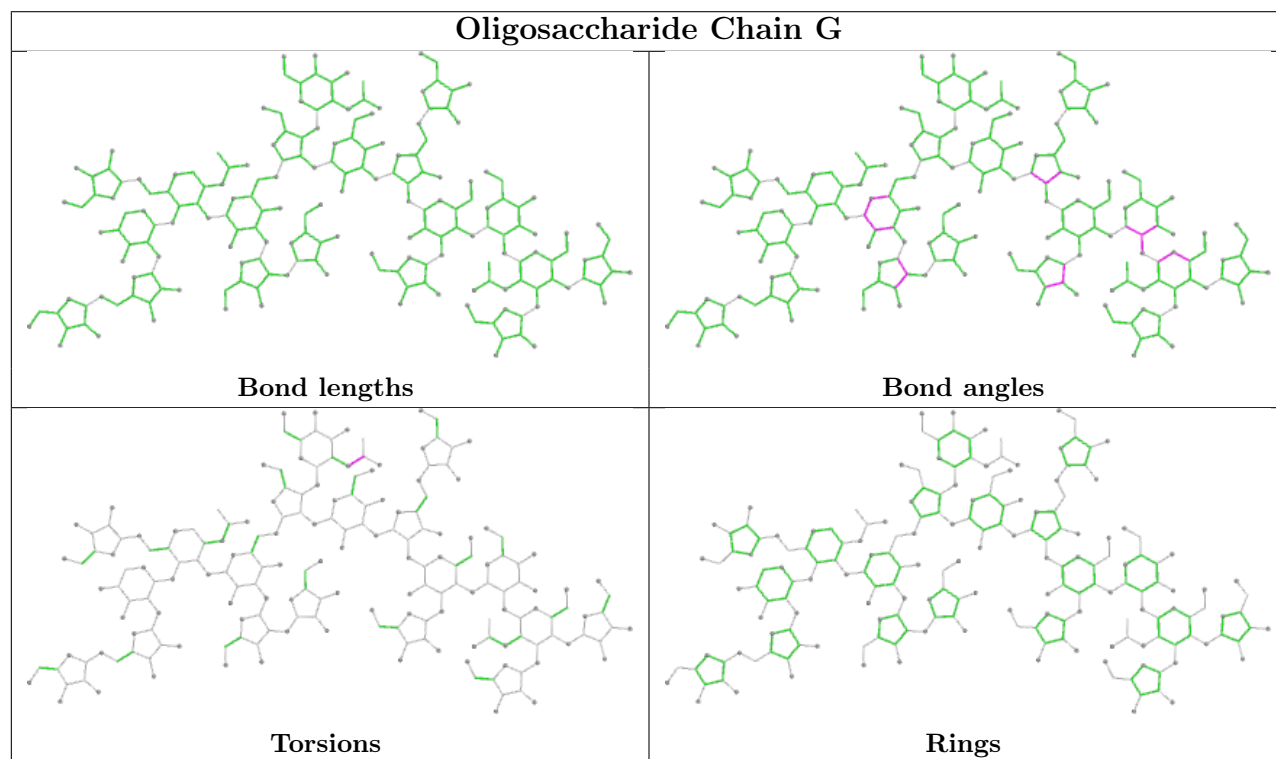 Oligosaccharide Chain G
Bond lengths
Bond angles
Torsions
Rings